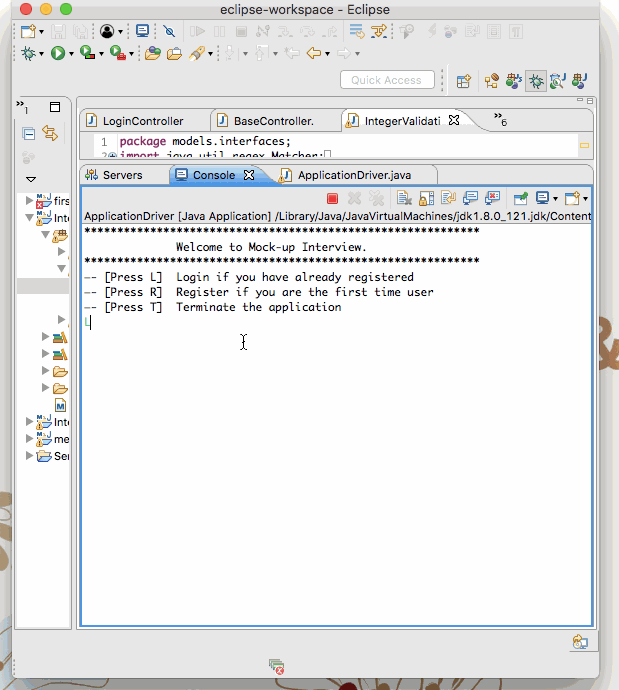 eclipse-workspace - Eclipse
Quick Access
»1
LoginController
BaseController.
IntegerValidati
»6
1 package models.interfaces;
2 import java.util.regex.Matcher;
Servers
Console
ApplicationDriver.java
ApplicationDriver [Java Application] /Library/Java/JavaVirtualMachines/jdk1.8.0_121.jdk/Content
************************************************************
Welcome to Mock-up Interview.
************************************************************
-- [Press L]  Login if you have already registered
-- [Press R]  Register if you are the first time user
-- [Press T]  Terminate the application
L
firs
Inte
Inte
me
Ser